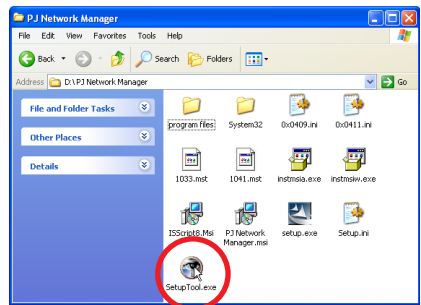 PJ Network Manager
File Edit View Favorites Tools Help
Back Search Folders
Address D:\PJ Network Manager Go
File and Folder Tasks
Other Places
Details
program files System32 0x0409.ini 0x0411.ini
1033.mst 1041.mst instmsia.exe instmsiw.exe
ISScript8.Msi PJ Network Manager.msi setup.exe Setup.ini
SetupTool.exe